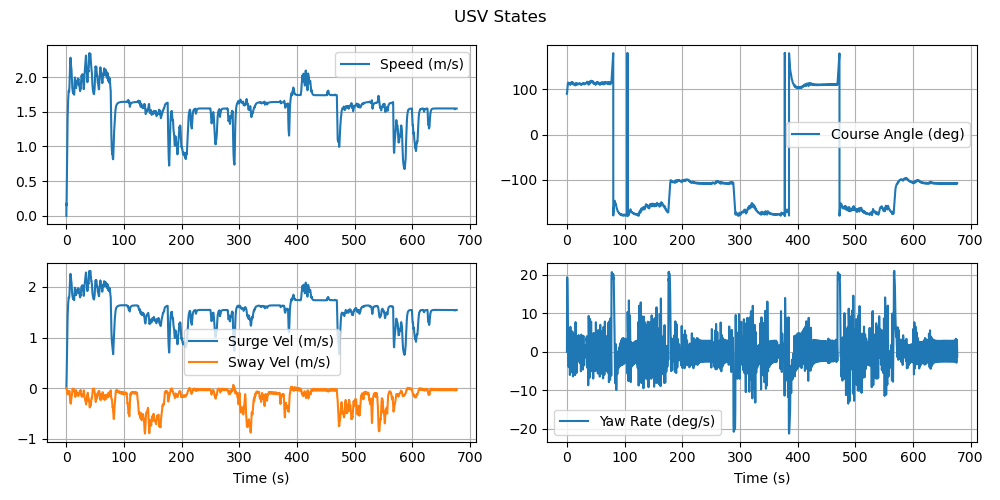 USV States
2.0
1.5
1.0
0.5
0.0
Speed (m/s)
0 100 200 300 400 500 600 700
100
0
−100
Course Angle (deg)
0 100 200 300 400 500 600 700
2
1
0
−1
Surge Vel (m/s)
Sway Vel (m/s)
0 100 200 300 400 500 600 700
Time (s)
20
10
0
−10
−20
Yaw Rate (deg/s)
0 100 200 300 400 500 600 700
Time (s)